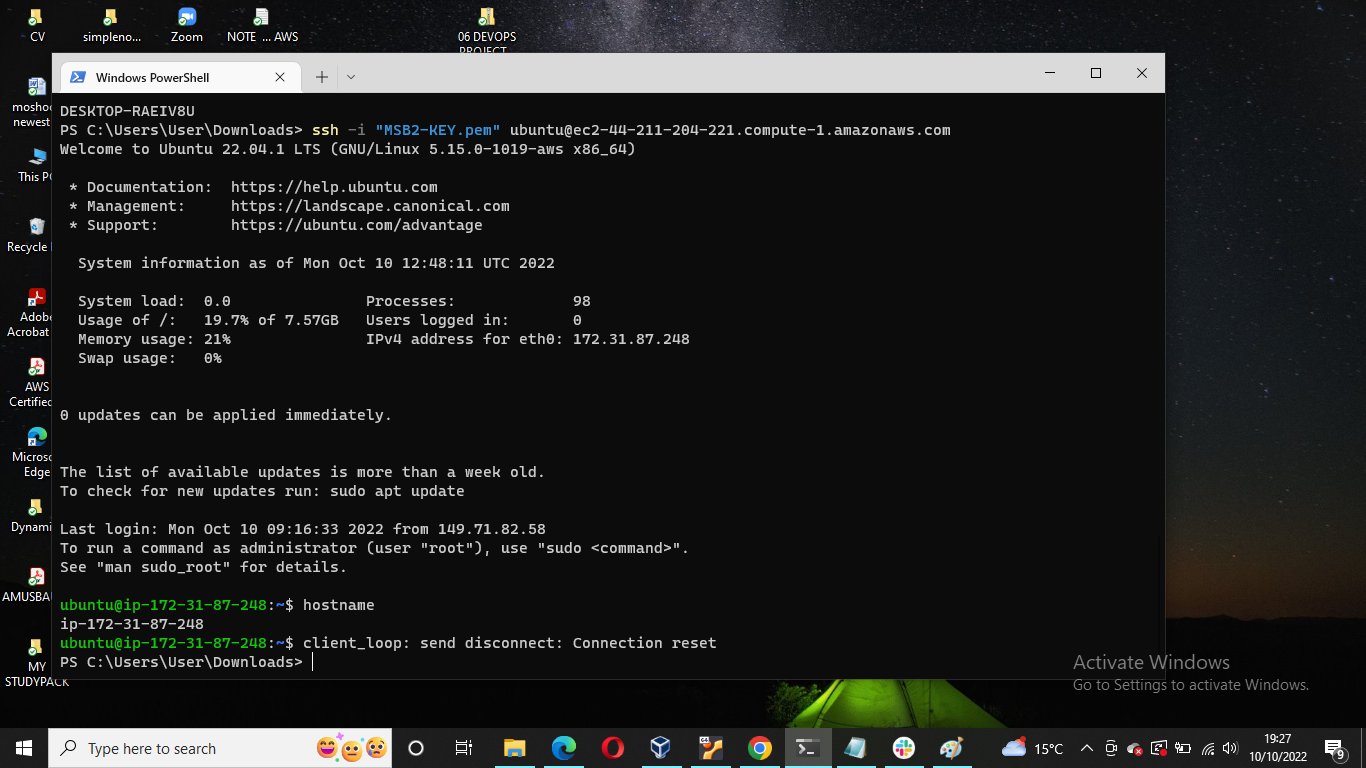 CV
simpleno...
Zoom
NOTE ... AWS
06 DEVOPS
PROJECT
newest
This PC
Recycle
Adobe
Acrobat
AWS
Certified
Edge
MY
STUDYPACK
Windows PowerShell
DESKTOP-RAEIV8U
PS C:\Users\User\Downloads> ssh -i "MSB2-KEY.pem" ubuntu@ec2-44-211-204-221.compute-1.amazonaws.com
Welcome to Ubuntu 22.04.1 LTS (GNU/Linux 5.15.0-1019-aws x86_64)
* Documentation:  https://help.ubuntu.com
* Management:     https://landscape.canonical.com
* Support:        https://ubuntu.com/advantage
System information as of Mon Oct 10 12:48:11 UTC 2022
System load:  0.0               Processes:             98
Usage of /:   19.7% of 7.57GB   Users logged in:       0
Memory usage: 21%               IPv4 address for eth0: 172.31.87.248
Swap usage:   0%
0 updates can be applied immediately.
The list of available updates is more than a week old.
To check for new updates run: sudo apt update
Last login: Mon Oct 10 09:16:33 2022 from 149.71.82.58
To run a command as administrator (user "root"), use "sudo <command>".
See "man sudo_root" for details.
ubuntu@ip-172-31-87-248:~$ hostname
ip-172-31-87-248
ubuntu@ip-172-31-87-248:~$ client_loop: send disconnect: Connection reset
PS C:\Users\User\Downloads>
Activate Windows
Go to Settings to activate Windows.
Type here to search
15°C
19:27
10/10/2022
9